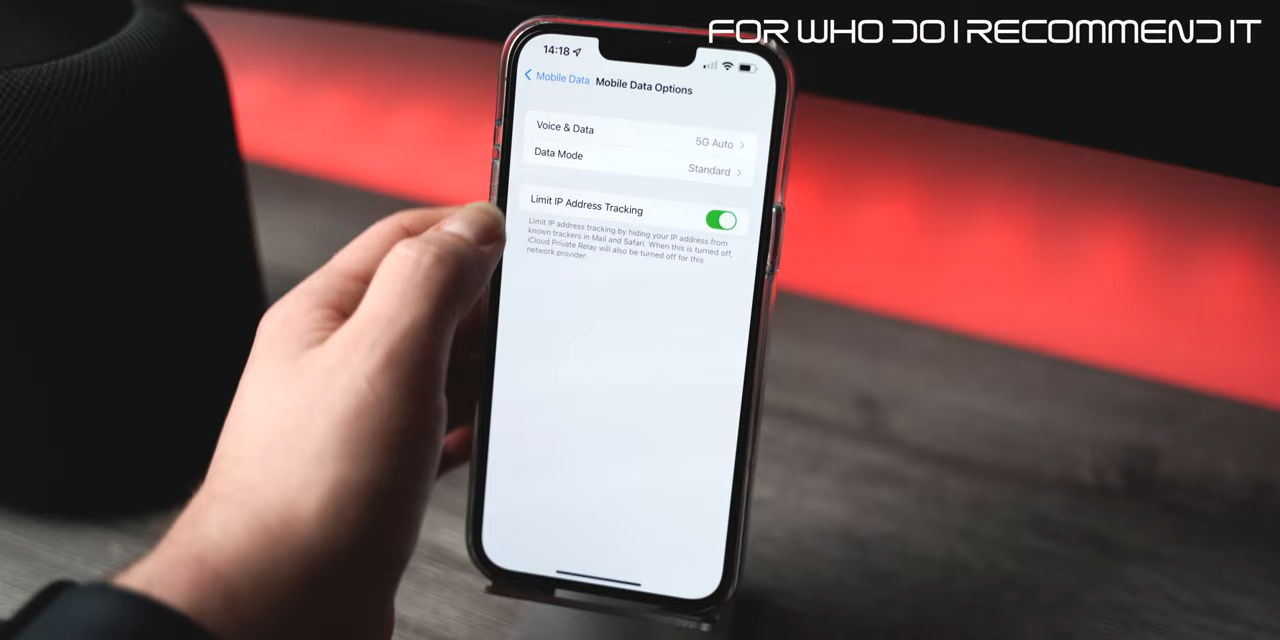 FOR WHO DO I RECOMMEND IT
14:18
Mobile Data Mobile Data Options
Voice & Data 5G Auto
Data Mode Standard
Limit IP Address Tracking
Limit IP address tracking by hiding your IP address from
known trackers in Mail and Safari. When this is turned off,
iCloud Private Relay will also be turned off for this
network provider.